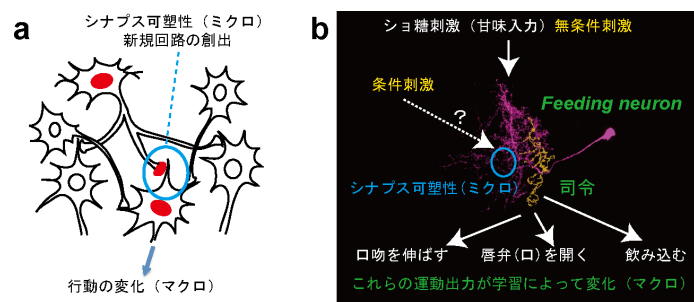 a
シナプス可塑性（ミクロ）
新規回路の創出
行動の変化（マクロ）
b
ショ糖刺激（甘味入力）無条件刺激
条件刺激
?
Feeding neuron
シナプス可塑性（ミクロ）
司令
口吻を伸ばす 唇弁（口）を開く 飲み込む
これらの運動出力が学習によって変化（マクロ）